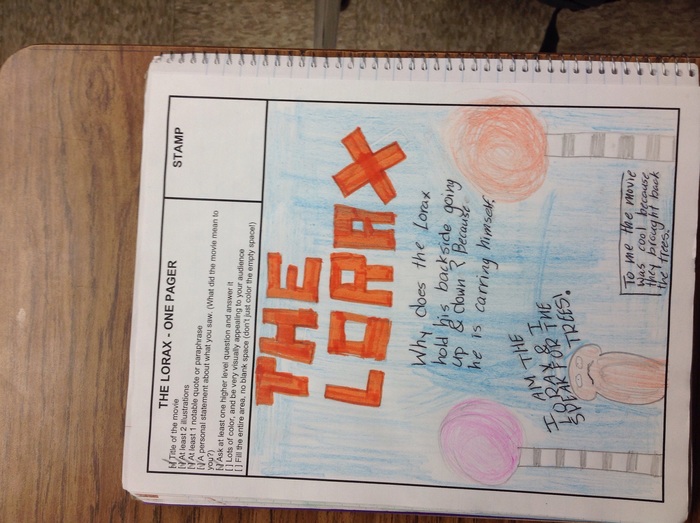 THE LORAX - ONE PAGER
STAMP
[✓] Title of the movie
[✓] At least 2 illustrations
[✓] At least 1 notable quote or paraphrase
[✓] A personal statement about what you saw. (What did the movie mean to
you?)
[✓] Ask at least one higher level question and answer it
[ ] Lots of color, and be very visually appealing to your audience
[ ] Fill the entire area, no blank space (don't just color the empty space!)
THE
LORAX
Why does the Lorax
hold his backside going
up & down? Because
he is carring himself.
I AM THE
LORAX & I
SPEAK FOR THE
TREES.
To me the movie
was cool because
they brought back
the trees.